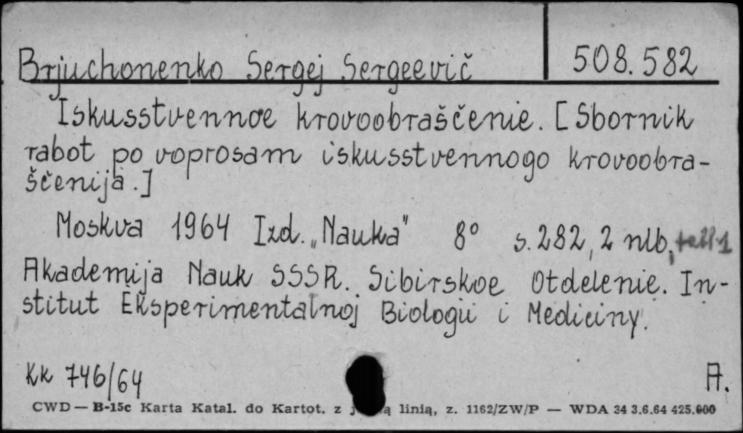 Brjuchonenko Sergej Sergeevič 508.582
Iskusstvennoe krovoobraščenie. [Sbornik
rabot po voprosam iskusstvennogo krovoobra-
ščenija.]
Moskva 1964 Izd. „Nauka" 8° s. 282, 2 nlb,
Akademija Nauk SSSR. Sibirskoe Otdelenie. In-
stitut Eksperimentalnoj Biologii i Mediciny.
Kk 746/64 A.
CWD — B-15c Karta Katal. do Kartot. z linią, z. 1162/ZW/P — WDA 34 3.6.64 425.000